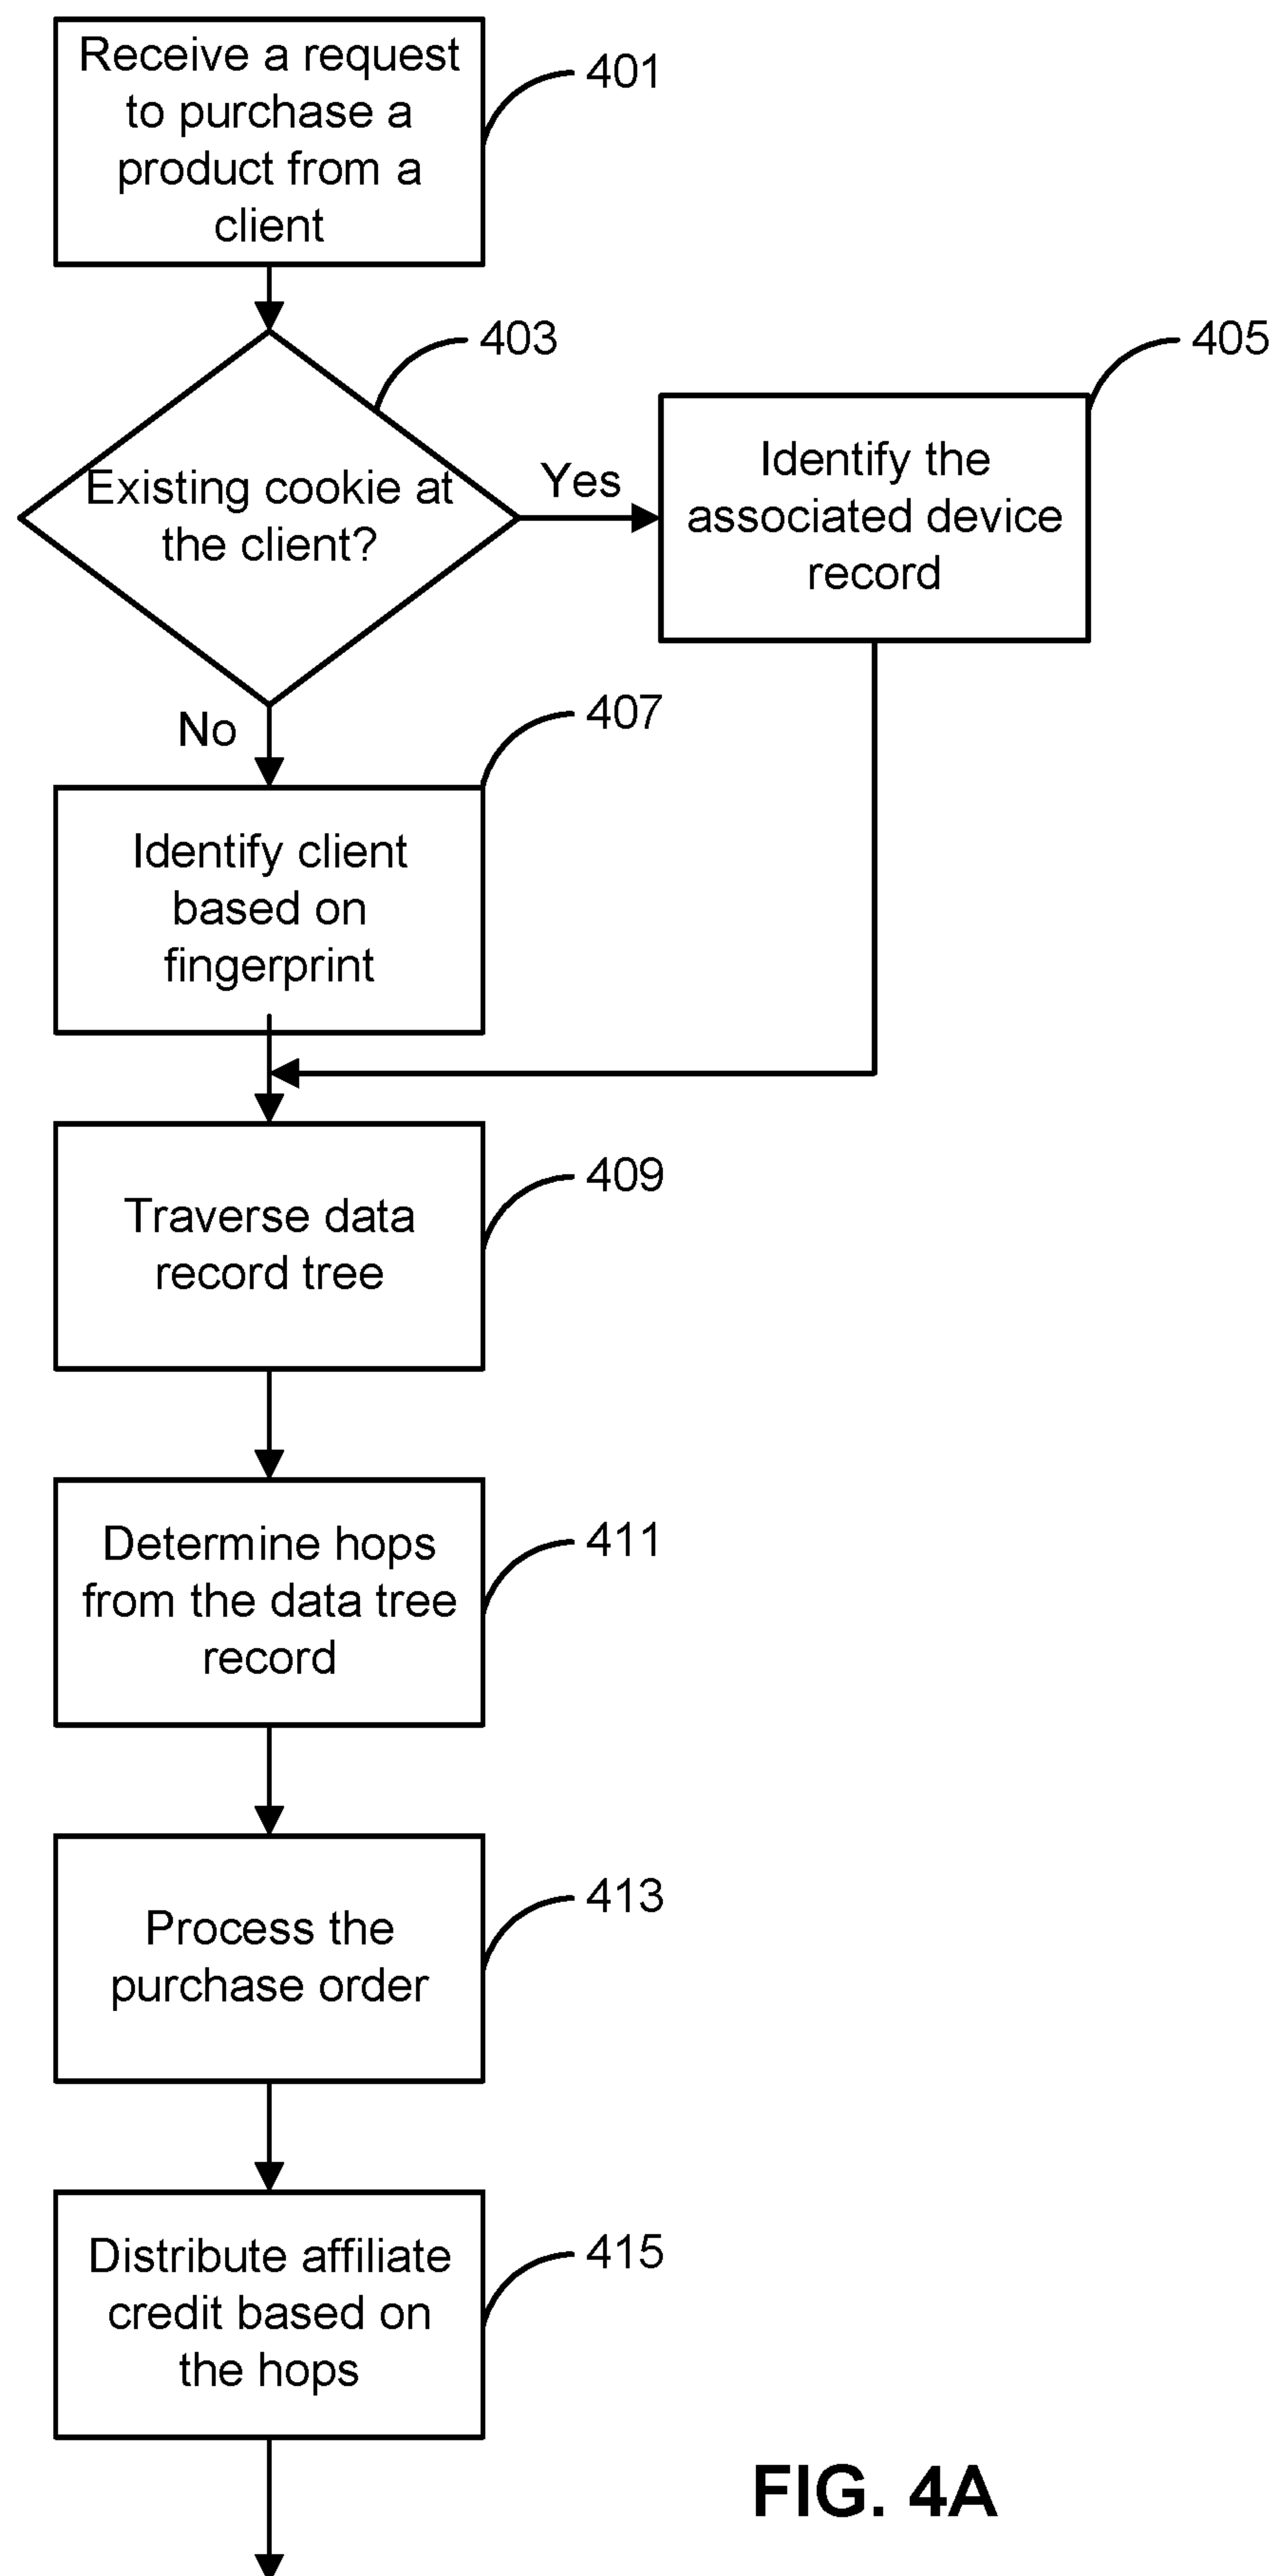 Receive a request
to purchase a
product from a
client
401
403
Existing cookie at
the client?
Yes
405
Identify the
associated device
record
No
407
Identify client
based on
fingerprint
409
Traverse data
record tree
411
Determine hops
from the data tree
record
413
Process the
purchase order
415
Distribute affiliate
credit based on
the hops
FIG. 4A